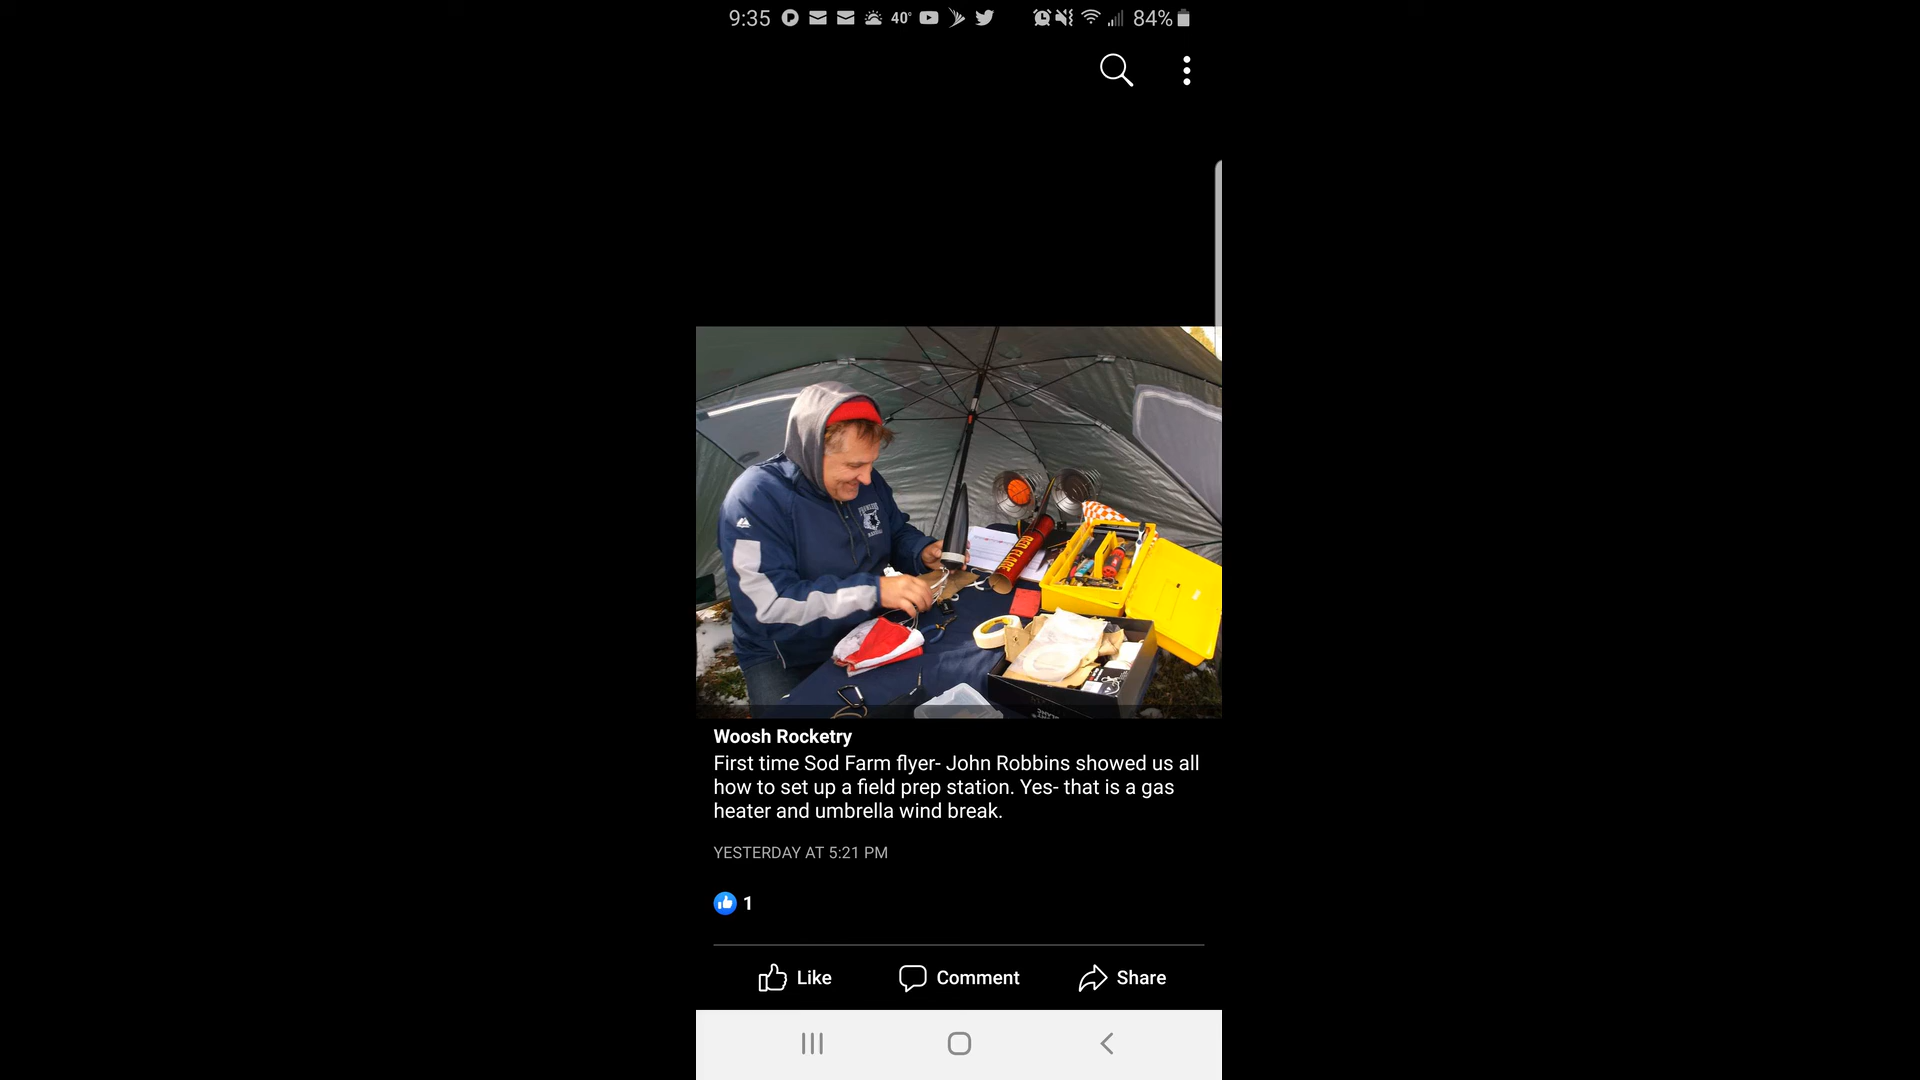 9:35 40° 84%
RED GLARE
Woosh Rocketry
First time Sod Farm flyer- John Robbins showed us all
how to set up a field prep station. Yes- that is a gas
heater and umbrella wind break.
YESTERDAY AT 5:21 PM
1
Like Comment Share